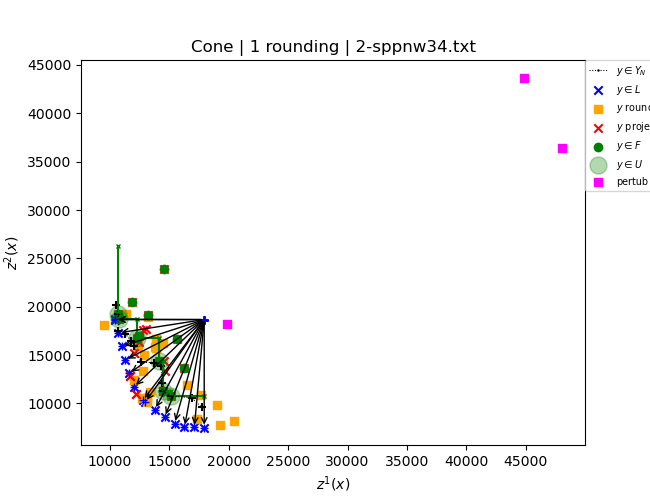 Cone | 1 rounding | 2-sppnw34.txt
z²(x)
45000
40000
35000
30000
25000
20000
15000
10000
10000 15000 20000 25000 30000 35000 40000 45000
z¹(x)
y ∈ Y_N
y ∈ L
y round
y proje
y ∈ F
y ∈ U
pertub